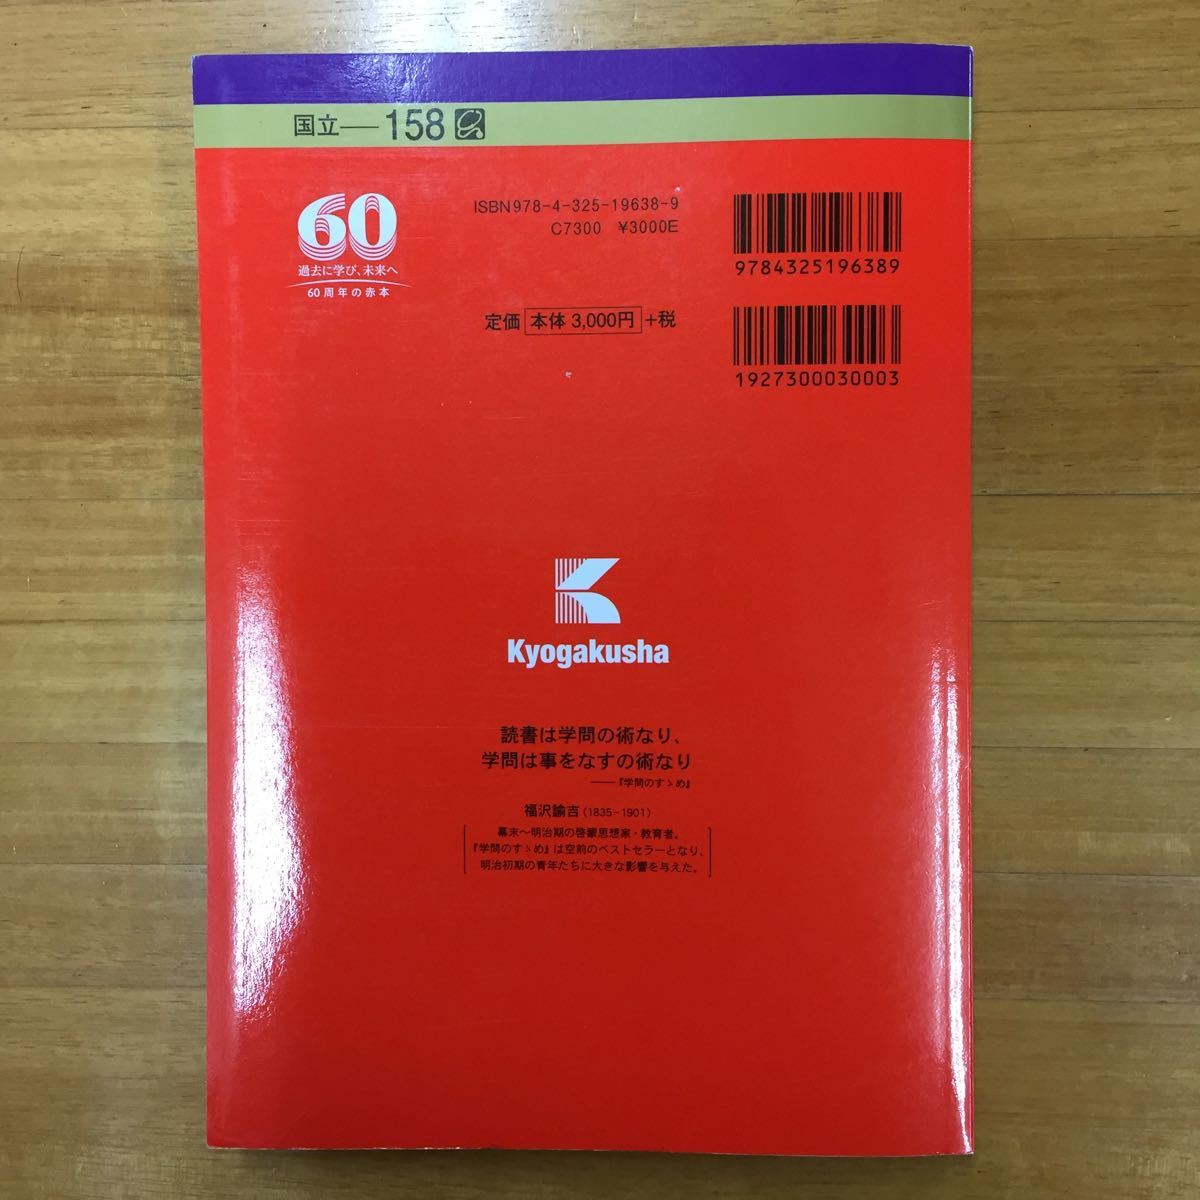 国立—158
60
過去に学び、未来へ
60周年の赤本
ISBN978-4-325-19638-9
C7300 ¥3000E
9784325196389
定価 本体 3,000円 +税
1927300030003
Kyogakusha
読書は学問の術なり、
学問は事をなすの術なり
——『学問のすゝめ』
福沢諭吉(1835-1901)
幕末〜明治期の啓蒙思想家・教育者。
『学問のすゝめ』は空前のベストセラーとなり、
明治初期の青年たちに大きな影響を与えた。